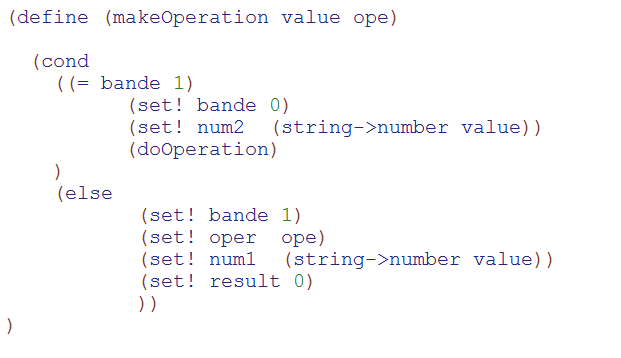 (define (makeOperation value ope)
(cond
((= bande 1)
(set! bande 0)
(set! num2  (string->number value))
(doOperation)
)
(else
(set! bande 1)
(set! oper  ope)
(set! num1  (string->number value))
(set! result 0)
))
)